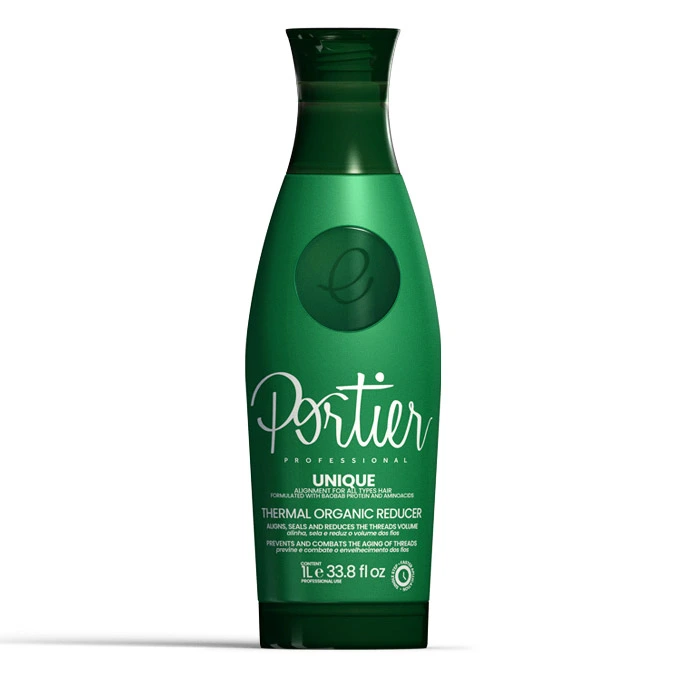 e
Portier
PROFESSIONAL
UNIQUE
ALIGNMENT FOR ALL TYPES HAIR
FORMULATED WITH BAOBAB PROTEIN AND AMINOACIDS
THERMAL ORGANIC REDUCER
ALIGNS, SEALS AND REDUCES THE THREADS VOLUME
alinha, sela e reduz o volume dos fios
PREVENTS AND COMBATS THE AGING OF THREADS
previne e combate o envelhecimento dos fios
CONTENT
1L e 33.8 fl oz
PROFESSIONAL USE